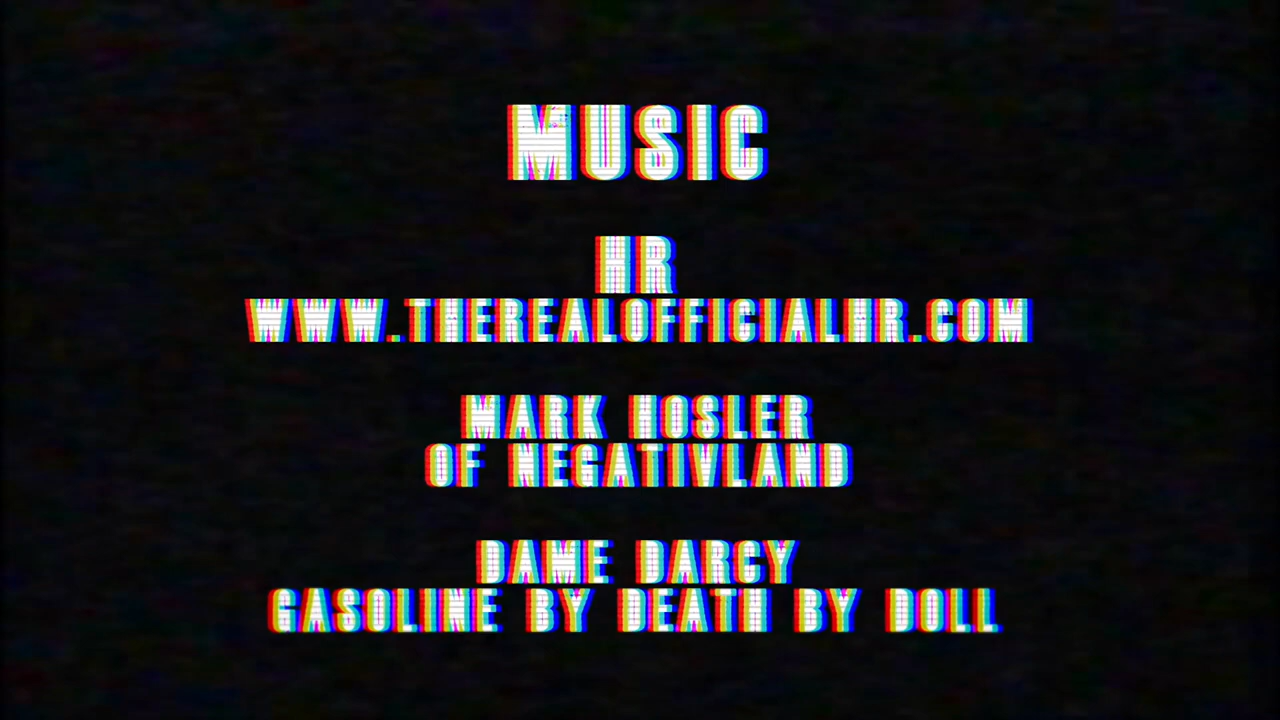 MUSIC
HR
WWW.THEREALOFFICIALHR.COM
MARK HOSLER
OF NEGATIVLAND
DAME DARCY
GASOLINE BY DEATH BY DOLL